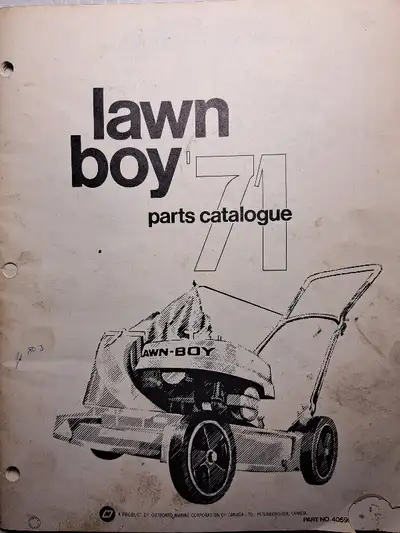 lawn
boy '71
parts catalogue
LAWN-BOY
A PRODUCT OF OUTBOARD MARINE CORPORATION OF CANADA LTD., PETERBOROUGH, CANADA.
PART NO.